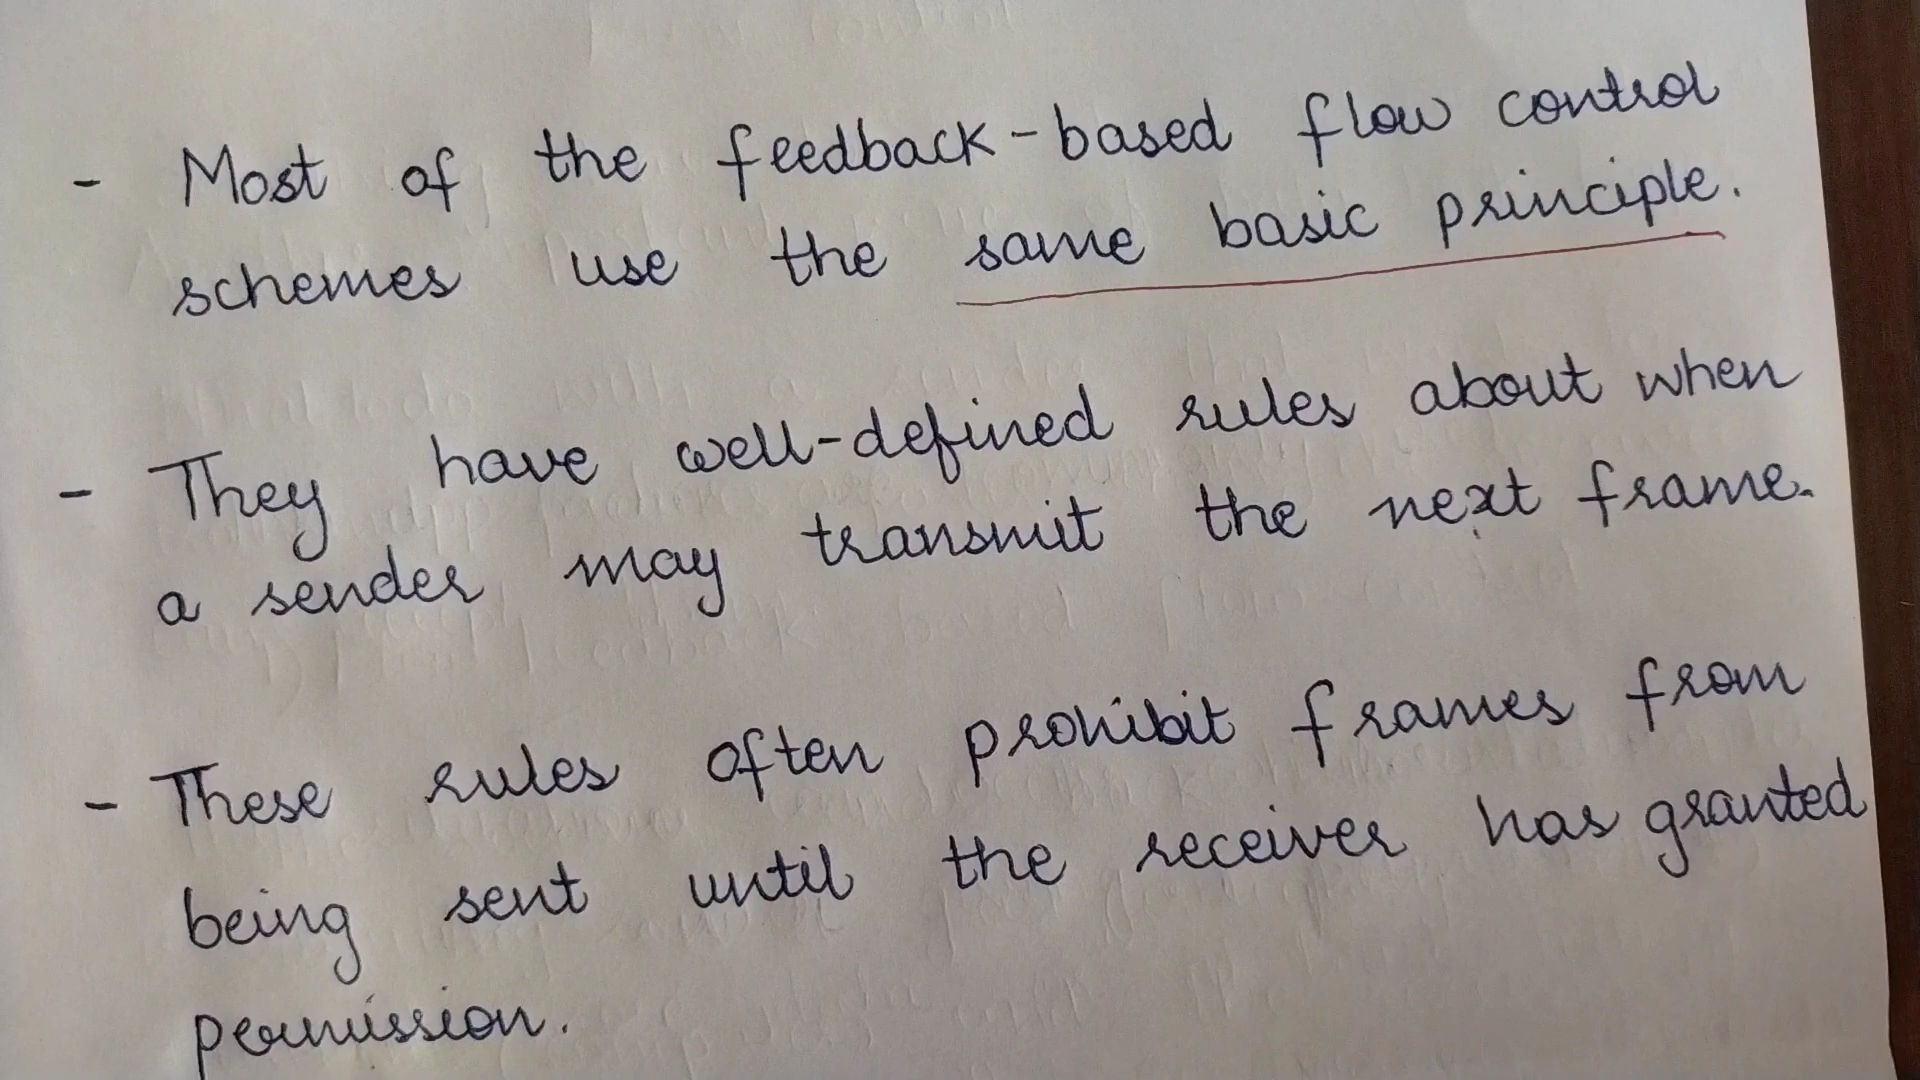 - Most of the feedback-based flow control
schemes use the same basic principle.
- They have well-defined rules about when
a sender may transmit the next frame.
- These rules often prohibit frames from
being sent until the receiver has granted
permission.